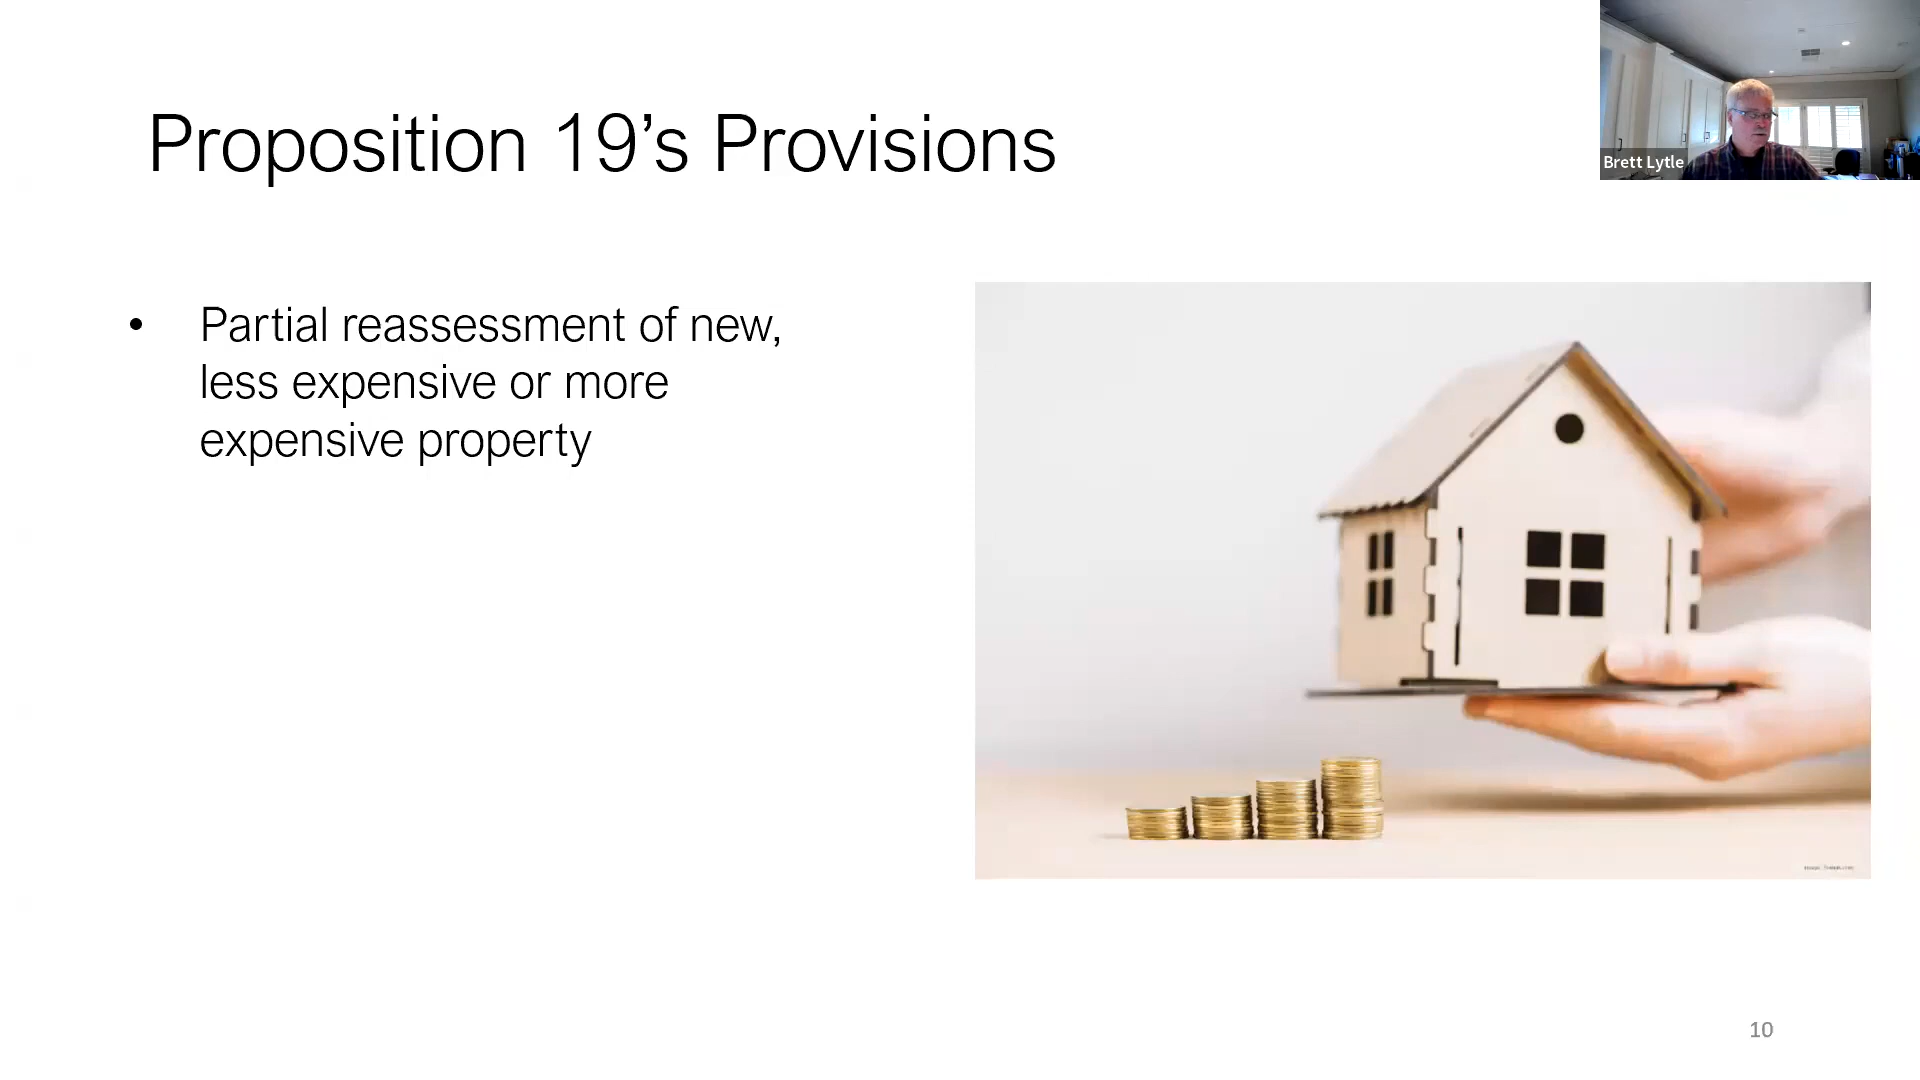 Proposition 19’s Provisions
Brett Lytle
• Partial reassessment of new,
less expensive or more
expensive property
10